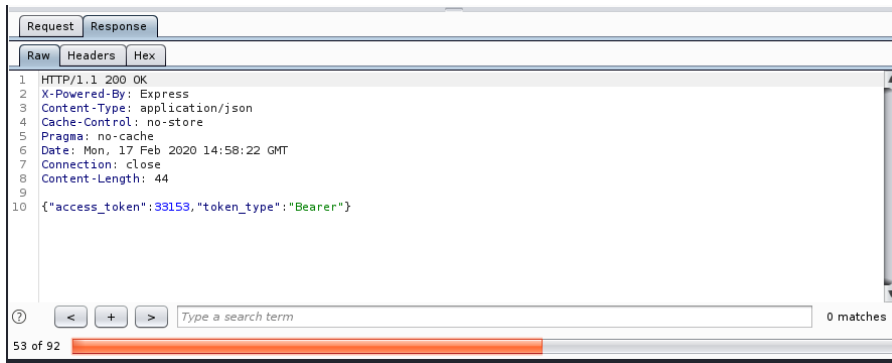 Request Response
Raw Headers Hex
1 HTTP/1.1 200 OK
2 X-Powered-By: Express
3 Content-Type: application/json
4 Cache-Control: no-store
5 Pragma: no-cache
6 Date: Mon, 17 Feb 2020 14:58:22 GMT
7 Connection: close
8 Content-Length: 44
9
10 {"access_token":33153,"token_type":"Bearer"}
? < + > Type a search term 0 matches
53 of 92